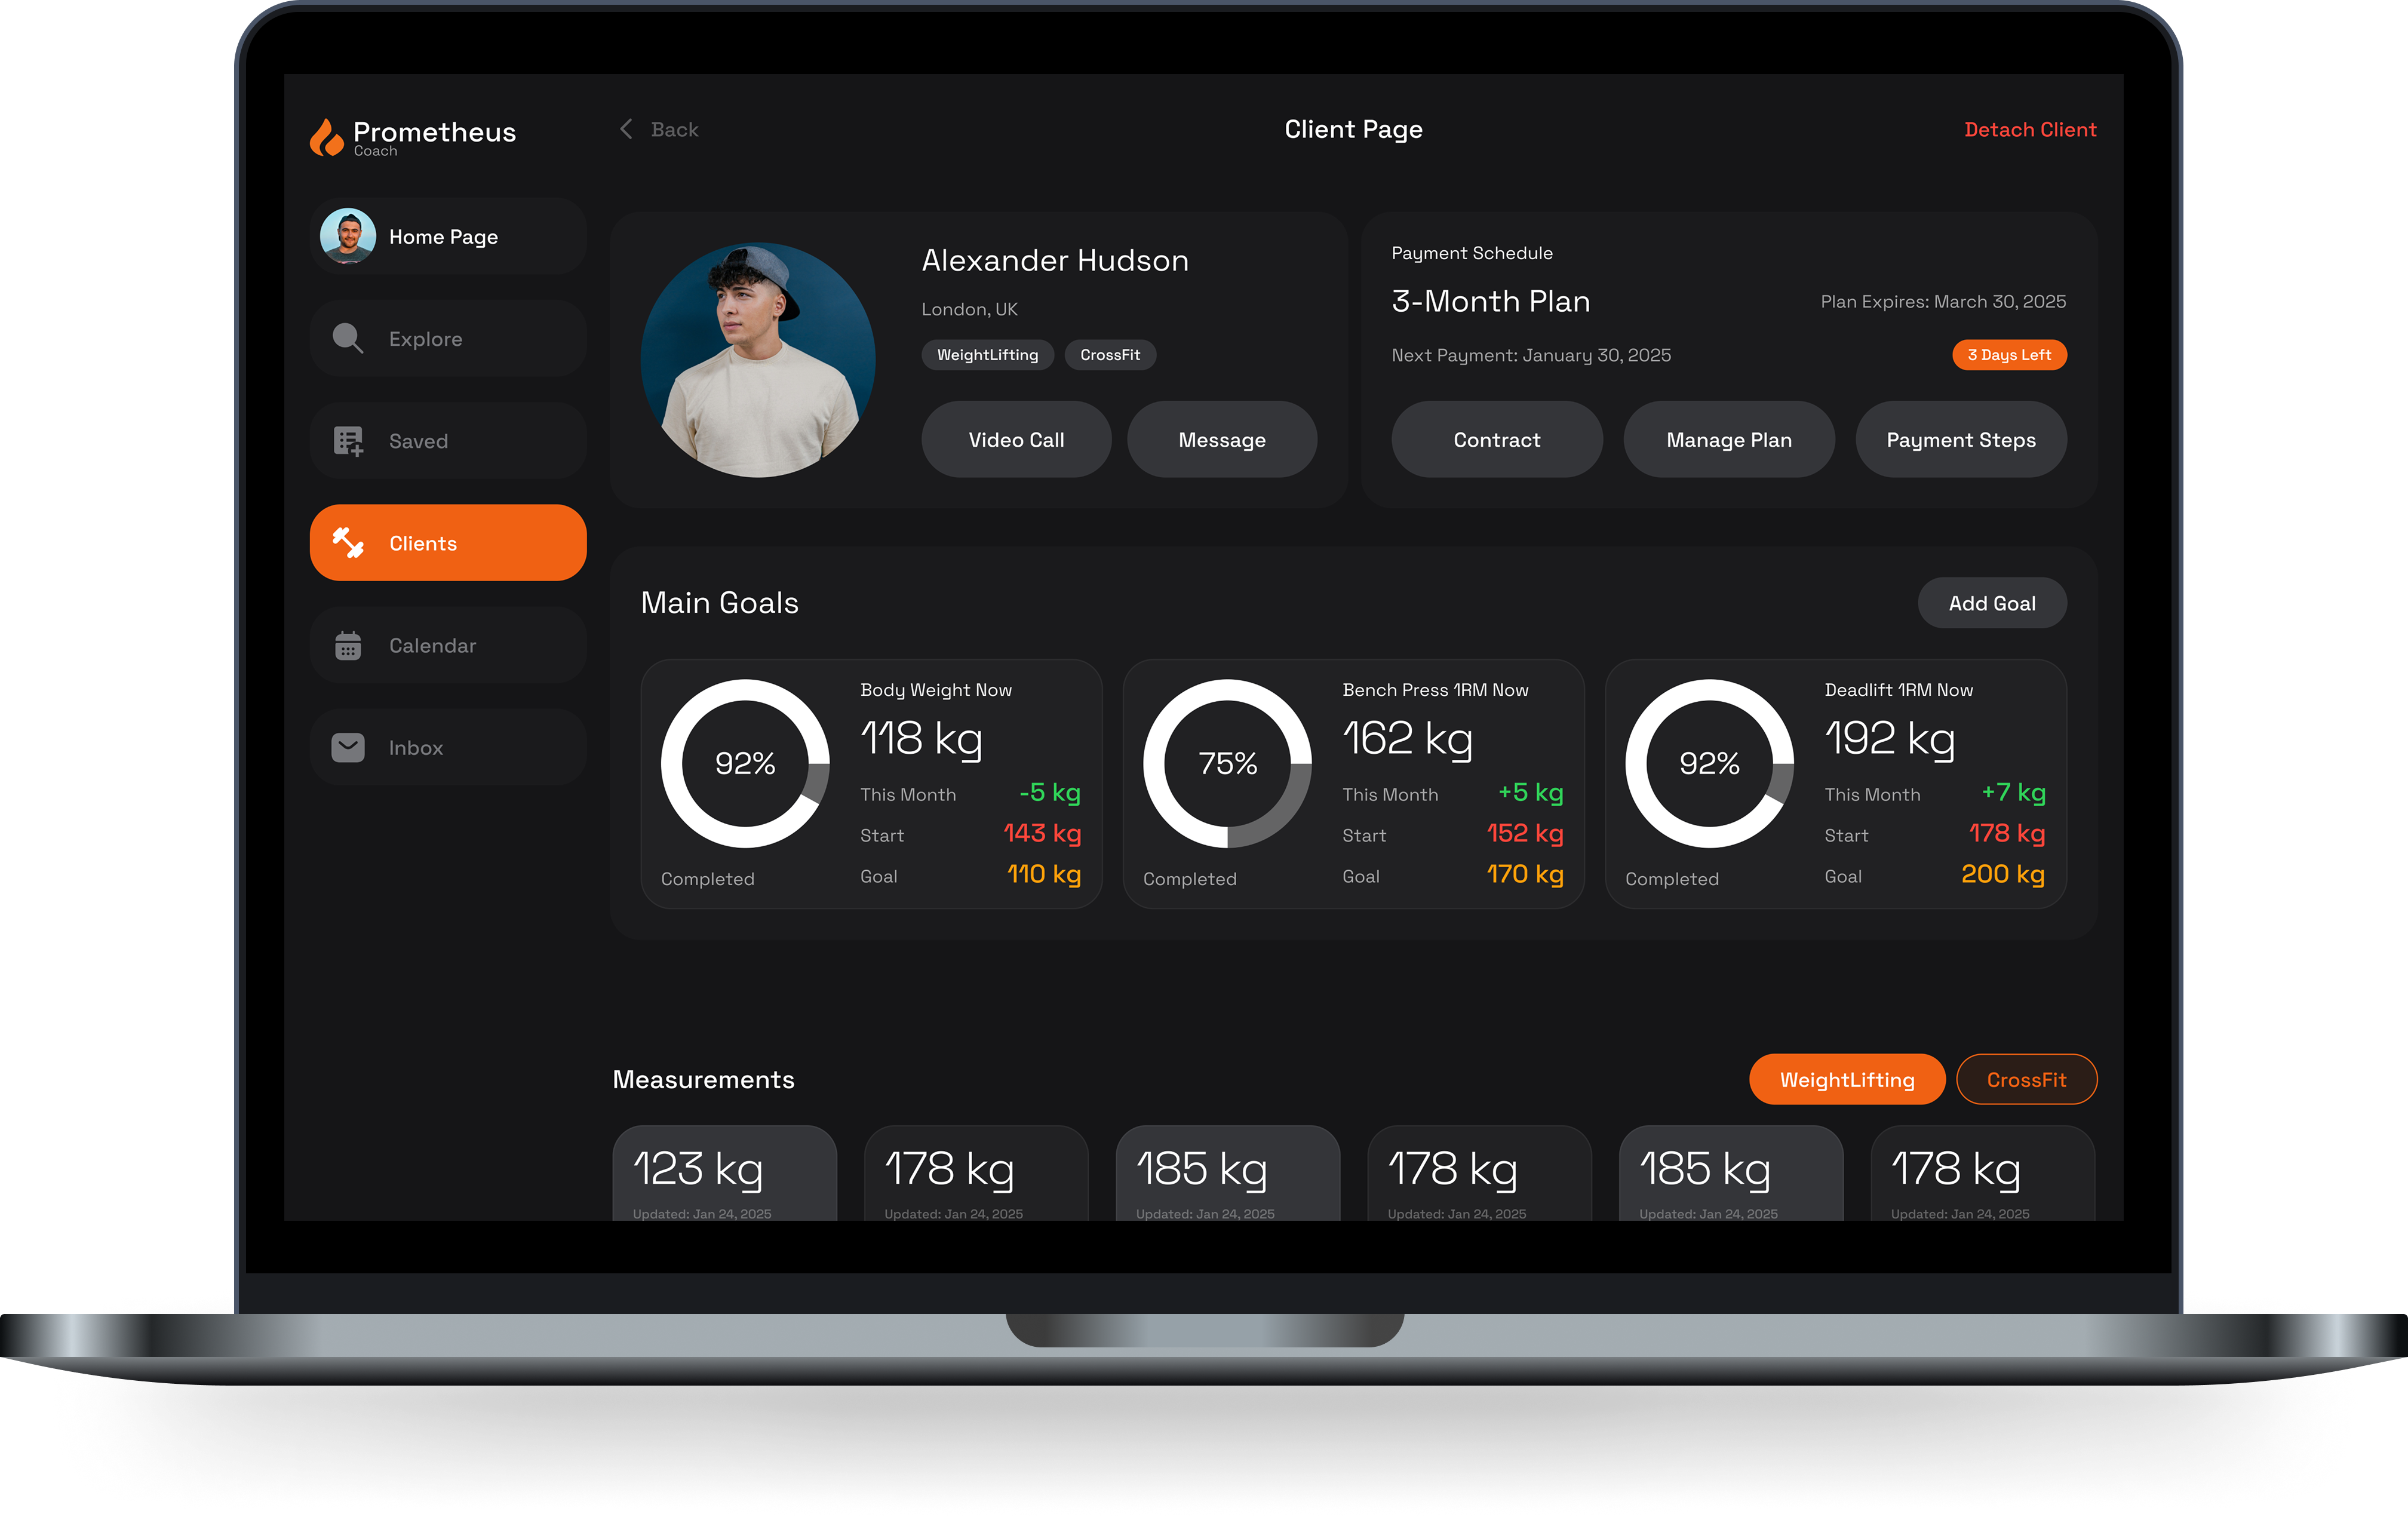 Prometheus
Coach
Home Page
Explore
Saved
Clients
Calendar
Inbox
Back
Client Page
Detach Client
Alexander Hudson
London, UK
WeightLifting
CrossFit
Video Call
Message
Payment Schedule
3-Month Plan
Plan Expires: March 30, 2025
Next Payment: January 30, 2025
3 Days Left
Contract
Manage Plan
Payment Steps
Main Goals
Add Goal
92%
Completed
Body Weight Now
118 kg
This Month -5 kg
Start 143 kg
Goal 110 kg
75%
Completed
Bench Press 1RM Now
162 kg
This Month +5 kg
Start 152 kg
Goal 170 kg
92%
Completed
Deadlift 1RM Now
192 kg
This Month +7 kg
Start 178 kg
Goal 200 kg
Measurements
WeightLifting
CrossFit
123 kg
Updated: Jan 24, 2025
178 kg
Updated: Jan 24, 2025
185 kg
Updated: Jan 24, 2025
178 kg
Updated: Jan 24, 2025
185 kg
Updated: Jan 24, 2025
178 kg
Updated: Jan 24, 2025